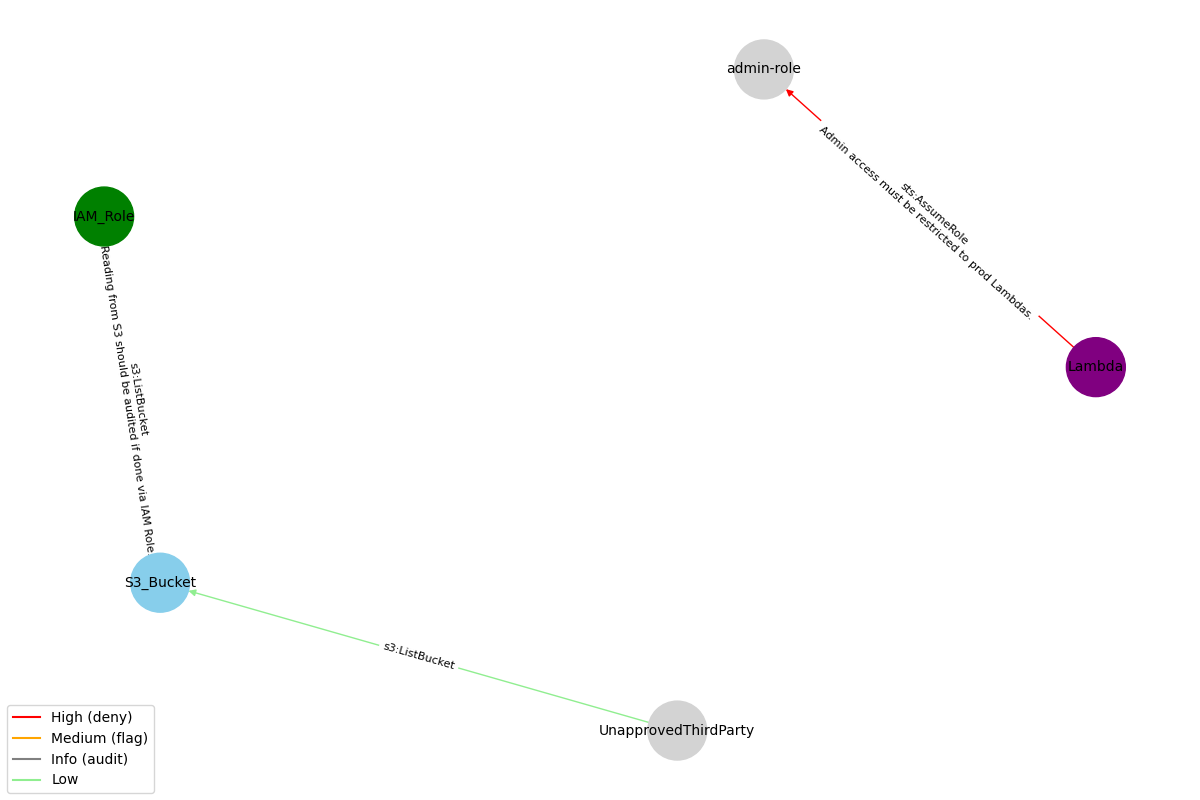 admin-role
IAM_Role
sts:AssumeRole
Admin access must be restricted to prod Lambdas.
Lambda
s3:ListBucket
Reading from S3 should be audited if done via IAM Role.
S3_Bucket
s3:ListBucket
UnapprovedThirdParty
High (deny)
Medium (flag)
Info (audit)
Low